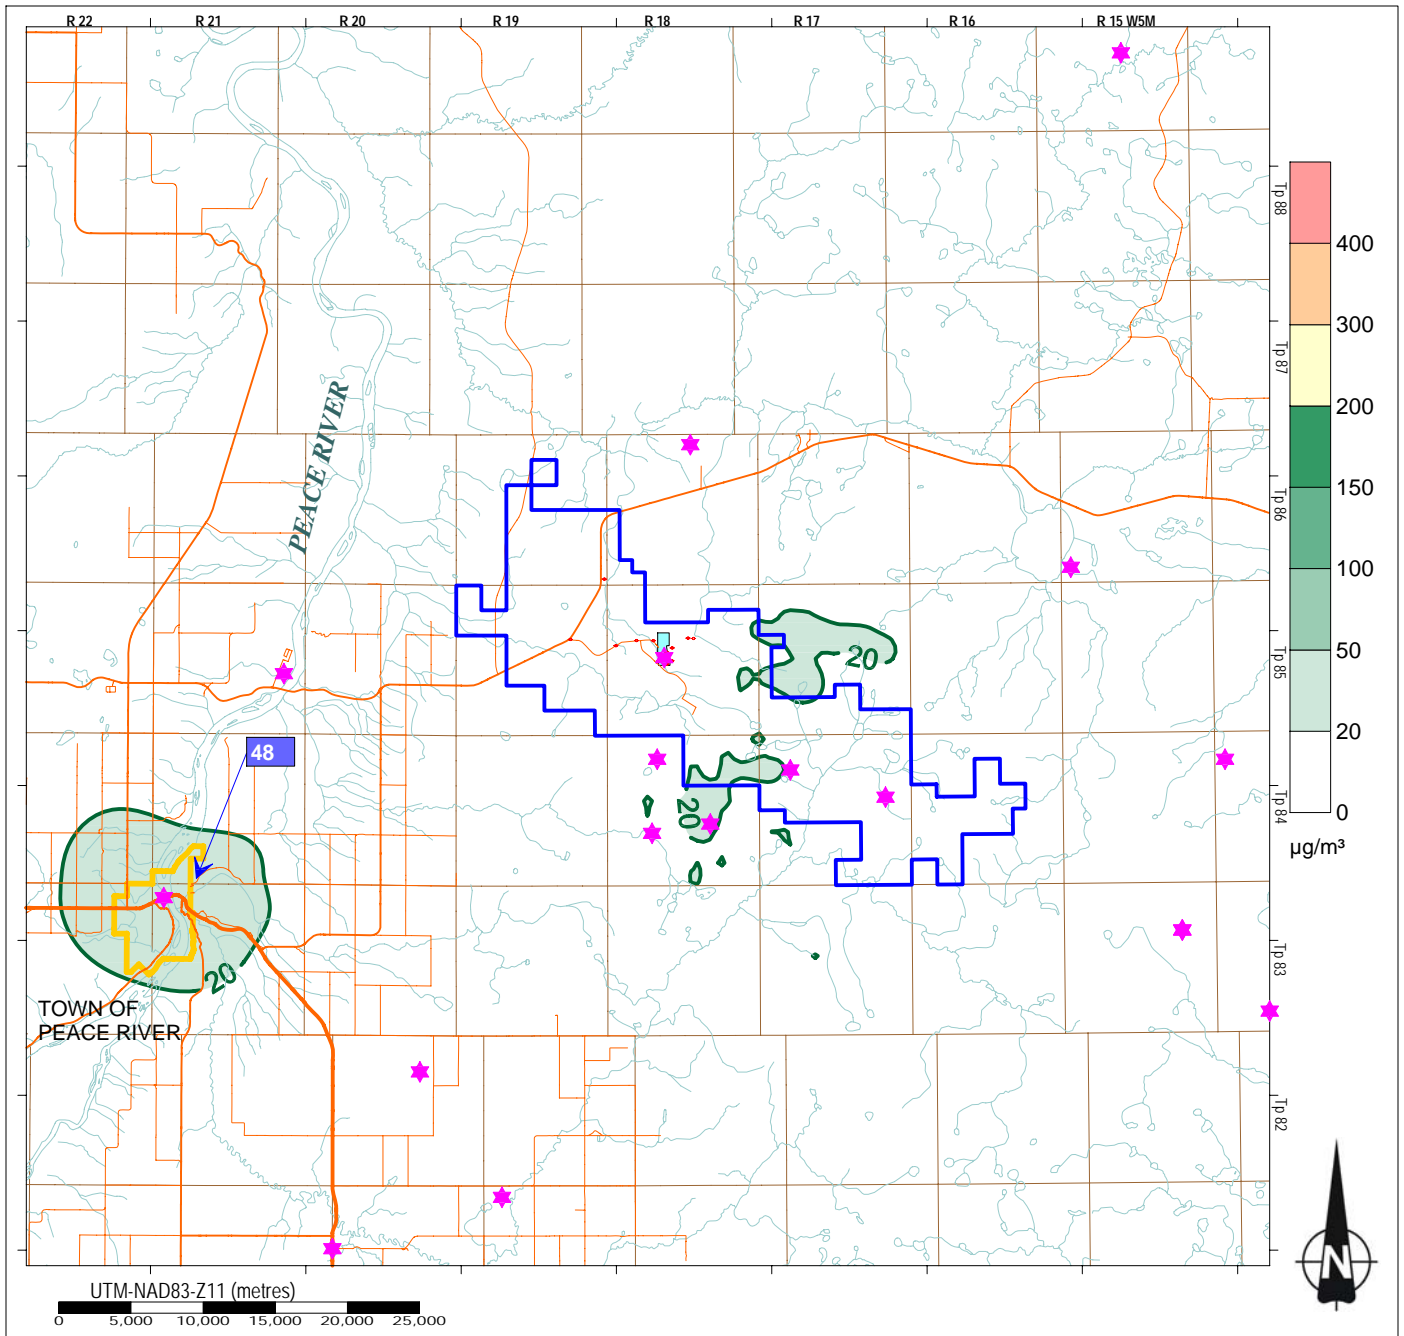 R 22 R 21 R 20 R 19 R 18 R 17 R 16 R 15 W5M
Tp 88
400
300
Tp 87
PEACE RIVER
200
150
Tp 86
100
20
50
Tp 85
20
48
20
Tp 84
0
µg/m³
Tp 83
20
TOWN OF
PEACE RIVER
Tp 82
N
UTM-NAD83-Z11 (metres)
0 5,000 10,000 15,000 20,000 25,000